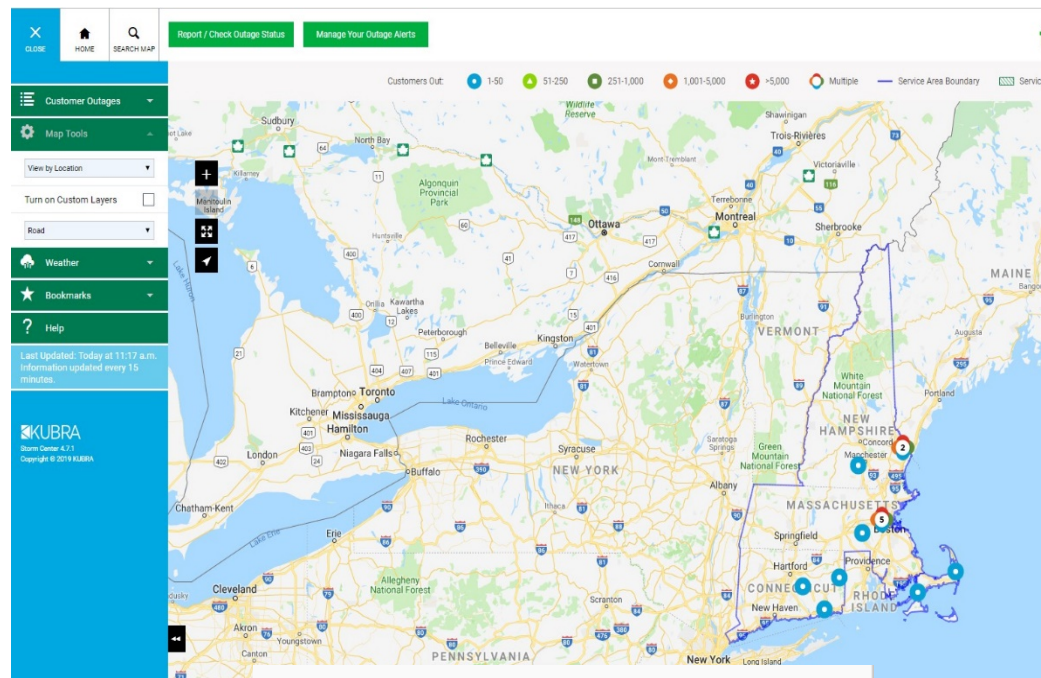 CLOSE
HOME
SEARCH MAP
Report / Check Outage Status
Manage Your Outage Alerts
Customers Out:
1-50
51-250
251-1,000
1,001-5,000
>5,000
Multiple
Service Area Boundary
Servic
Customer Outages
Map Tools
View by Location
Turn on Custom Layers
Road
Weather
Bookmarks
? Help
Last Updated: Today at 11:17 a.m.
Information updated every 15
minutes.
KUBRA
Storm Center 4.7.1
Copyright © 2019 KUBRA
Wildlife
Reserve
Shawinigan
Sudbury
Trois-Rivières
North Bay
Mont-Tremblant
Victoriaville
Killarney
Algonquin
Provincial
Park
Manitoulin
Island
Terrebonne
Montreal
Ottawa
Sherbrooke
Huntsville
Cornwall
MAINE
Bangor
Lake Huron
Orillia
Kawartha
Lakes
Burlington
VERMONT
Augusta
Peterborough
Belleville
Kingston
Prince Edward
Watertown
White
Mountain
National Forest
Portland
Brampton
Toronto
Lake Ontario
Kitchener
Mississauga
Hamilton
NEW
HAMPSHIRE
Concord
2
Rochester
Saratoga
Springs
Green
Mountain
National Forest
Manchester
London
Niagara Falls
Syracuse
Buffalo
NEW YORK
Albany
Chatham-Kent
Ithaca
MASSACHUSETTS
5
Boston
Lake Erie
Erie
Springfield
Hartford
Providence
Cleveland
Allegheny
National Forest
CONNECTICUT
RHODE
ISLAND
Scranton
New Haven
Akron
Youngstown
Canton
PENNSYLVANIA
New York
Long Island